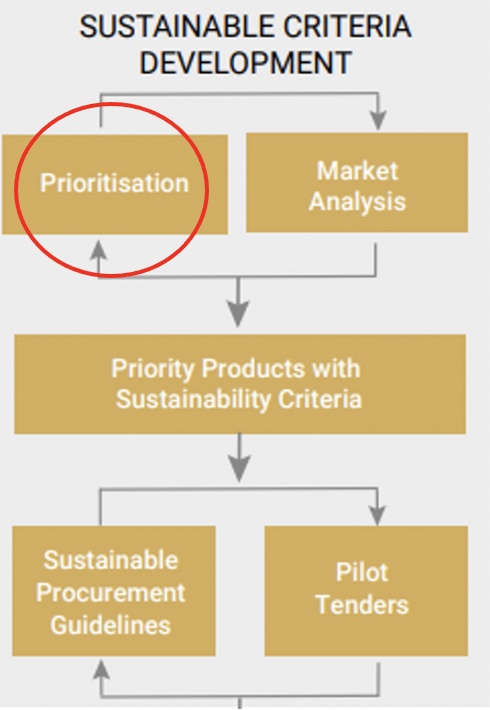 SUSTAINABLE CRITERIA
DEVELOPMENT
Prioritisation
Market
Analysis
Priority Products with
Sustainability Criteria
Sustainable
Procurement
Guidelines
Pilot
Tenders